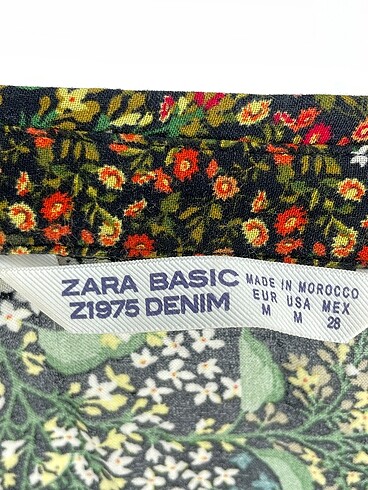 ZARA BASIC
Z1975 DENIM
MADE IN MOROCCO
EUR USA MEX
M M 28